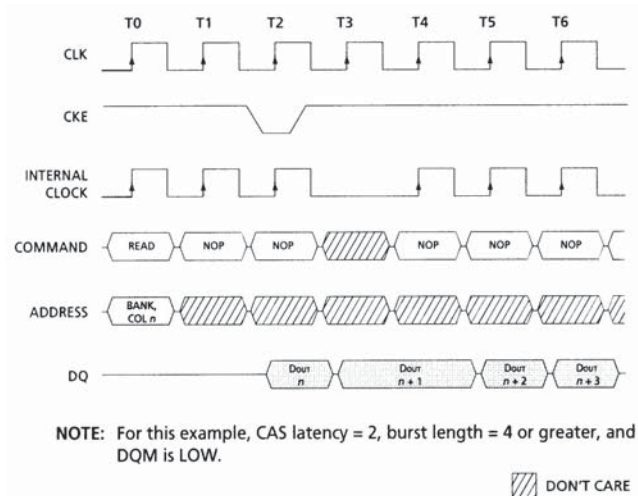 T0 T1 T2 T3 T4 T5 T6
CLK
CKE
INTERNAL
CLOCK
COMMAND READ NOP NOP NOP NOP NOP
ADDRESS BANK,
COL n
DQ DOUT
n DOUT
n + 1 DOUT
n + 2 DOUT
n + 3
NOTE: For this example, CAS latency = 2, burst length = 4 or greater, and
DQM is LOW.
DON'T CARE